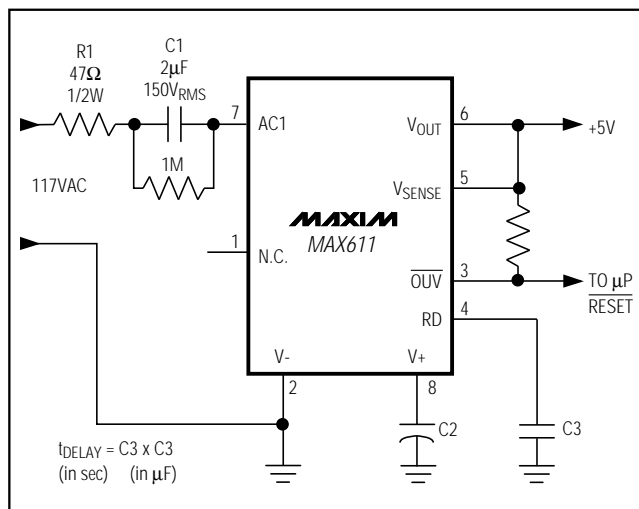 R1
47Ω
1/2W
C1
2μF
150VRMS
7
AC1
VOUT
6
+5V
1M
117VAC
VSENSE
5
MAXIM
MAX611
1
N.C.
OUV
3
TO μP
RESET
RD
4
V-
V+
2
8
C2
C3
tDELAY = C3 x C3
(in sec) (in μF)